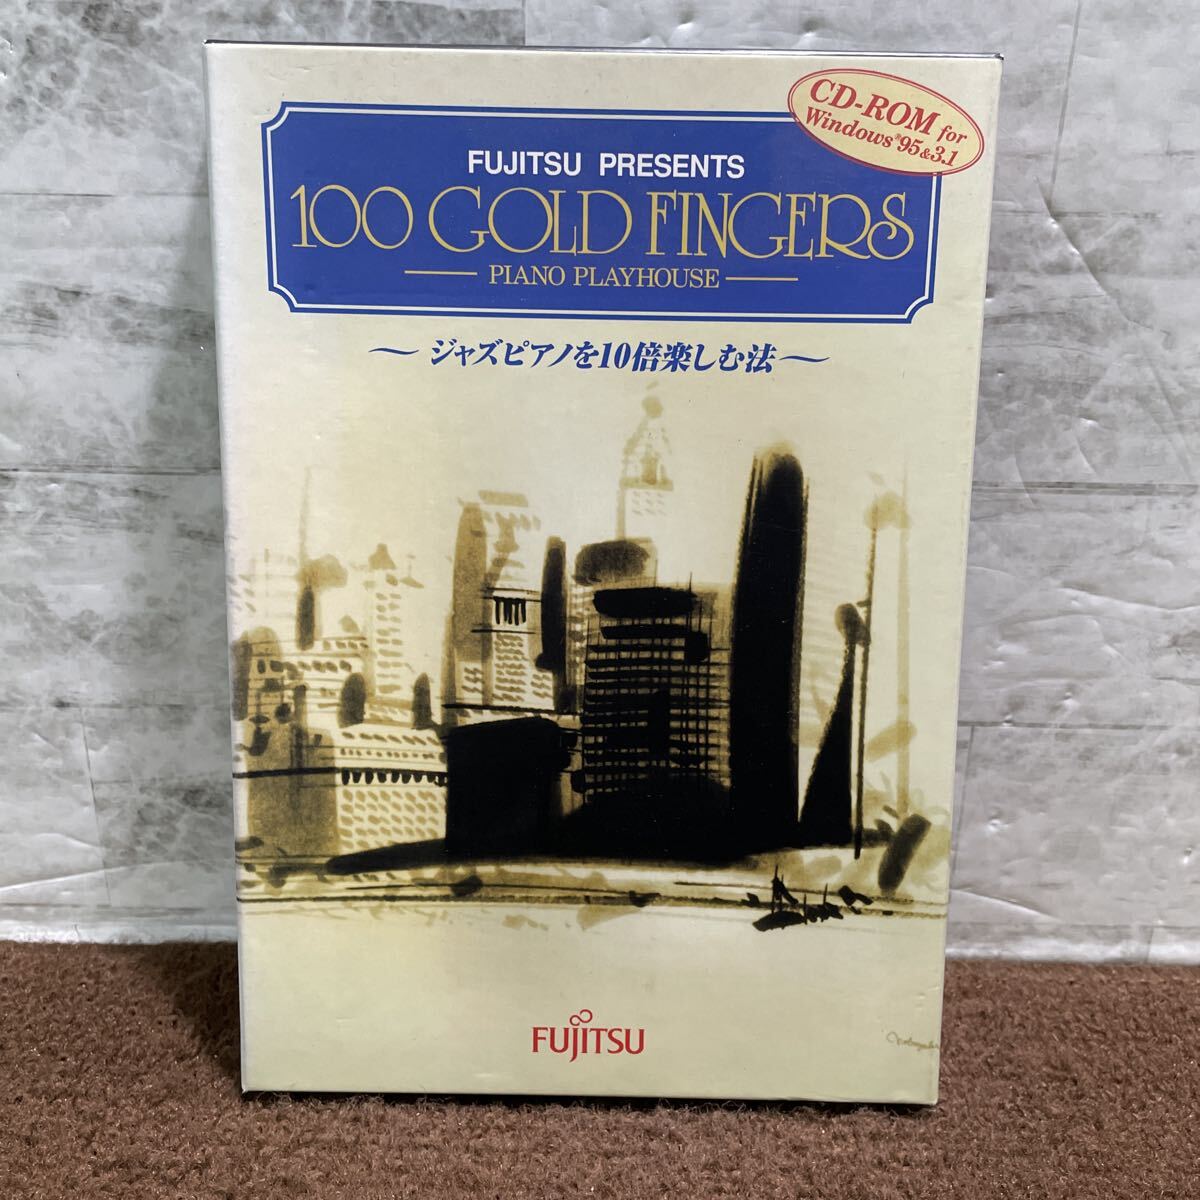 CD-ROM for
Windows®95&3.1
FUJITSU PRESENTS
100 GOLD FINGERS
PIANO PLAYHOUSE
〜ジャズピアノを10倍楽しむ法〜
FUJITSU